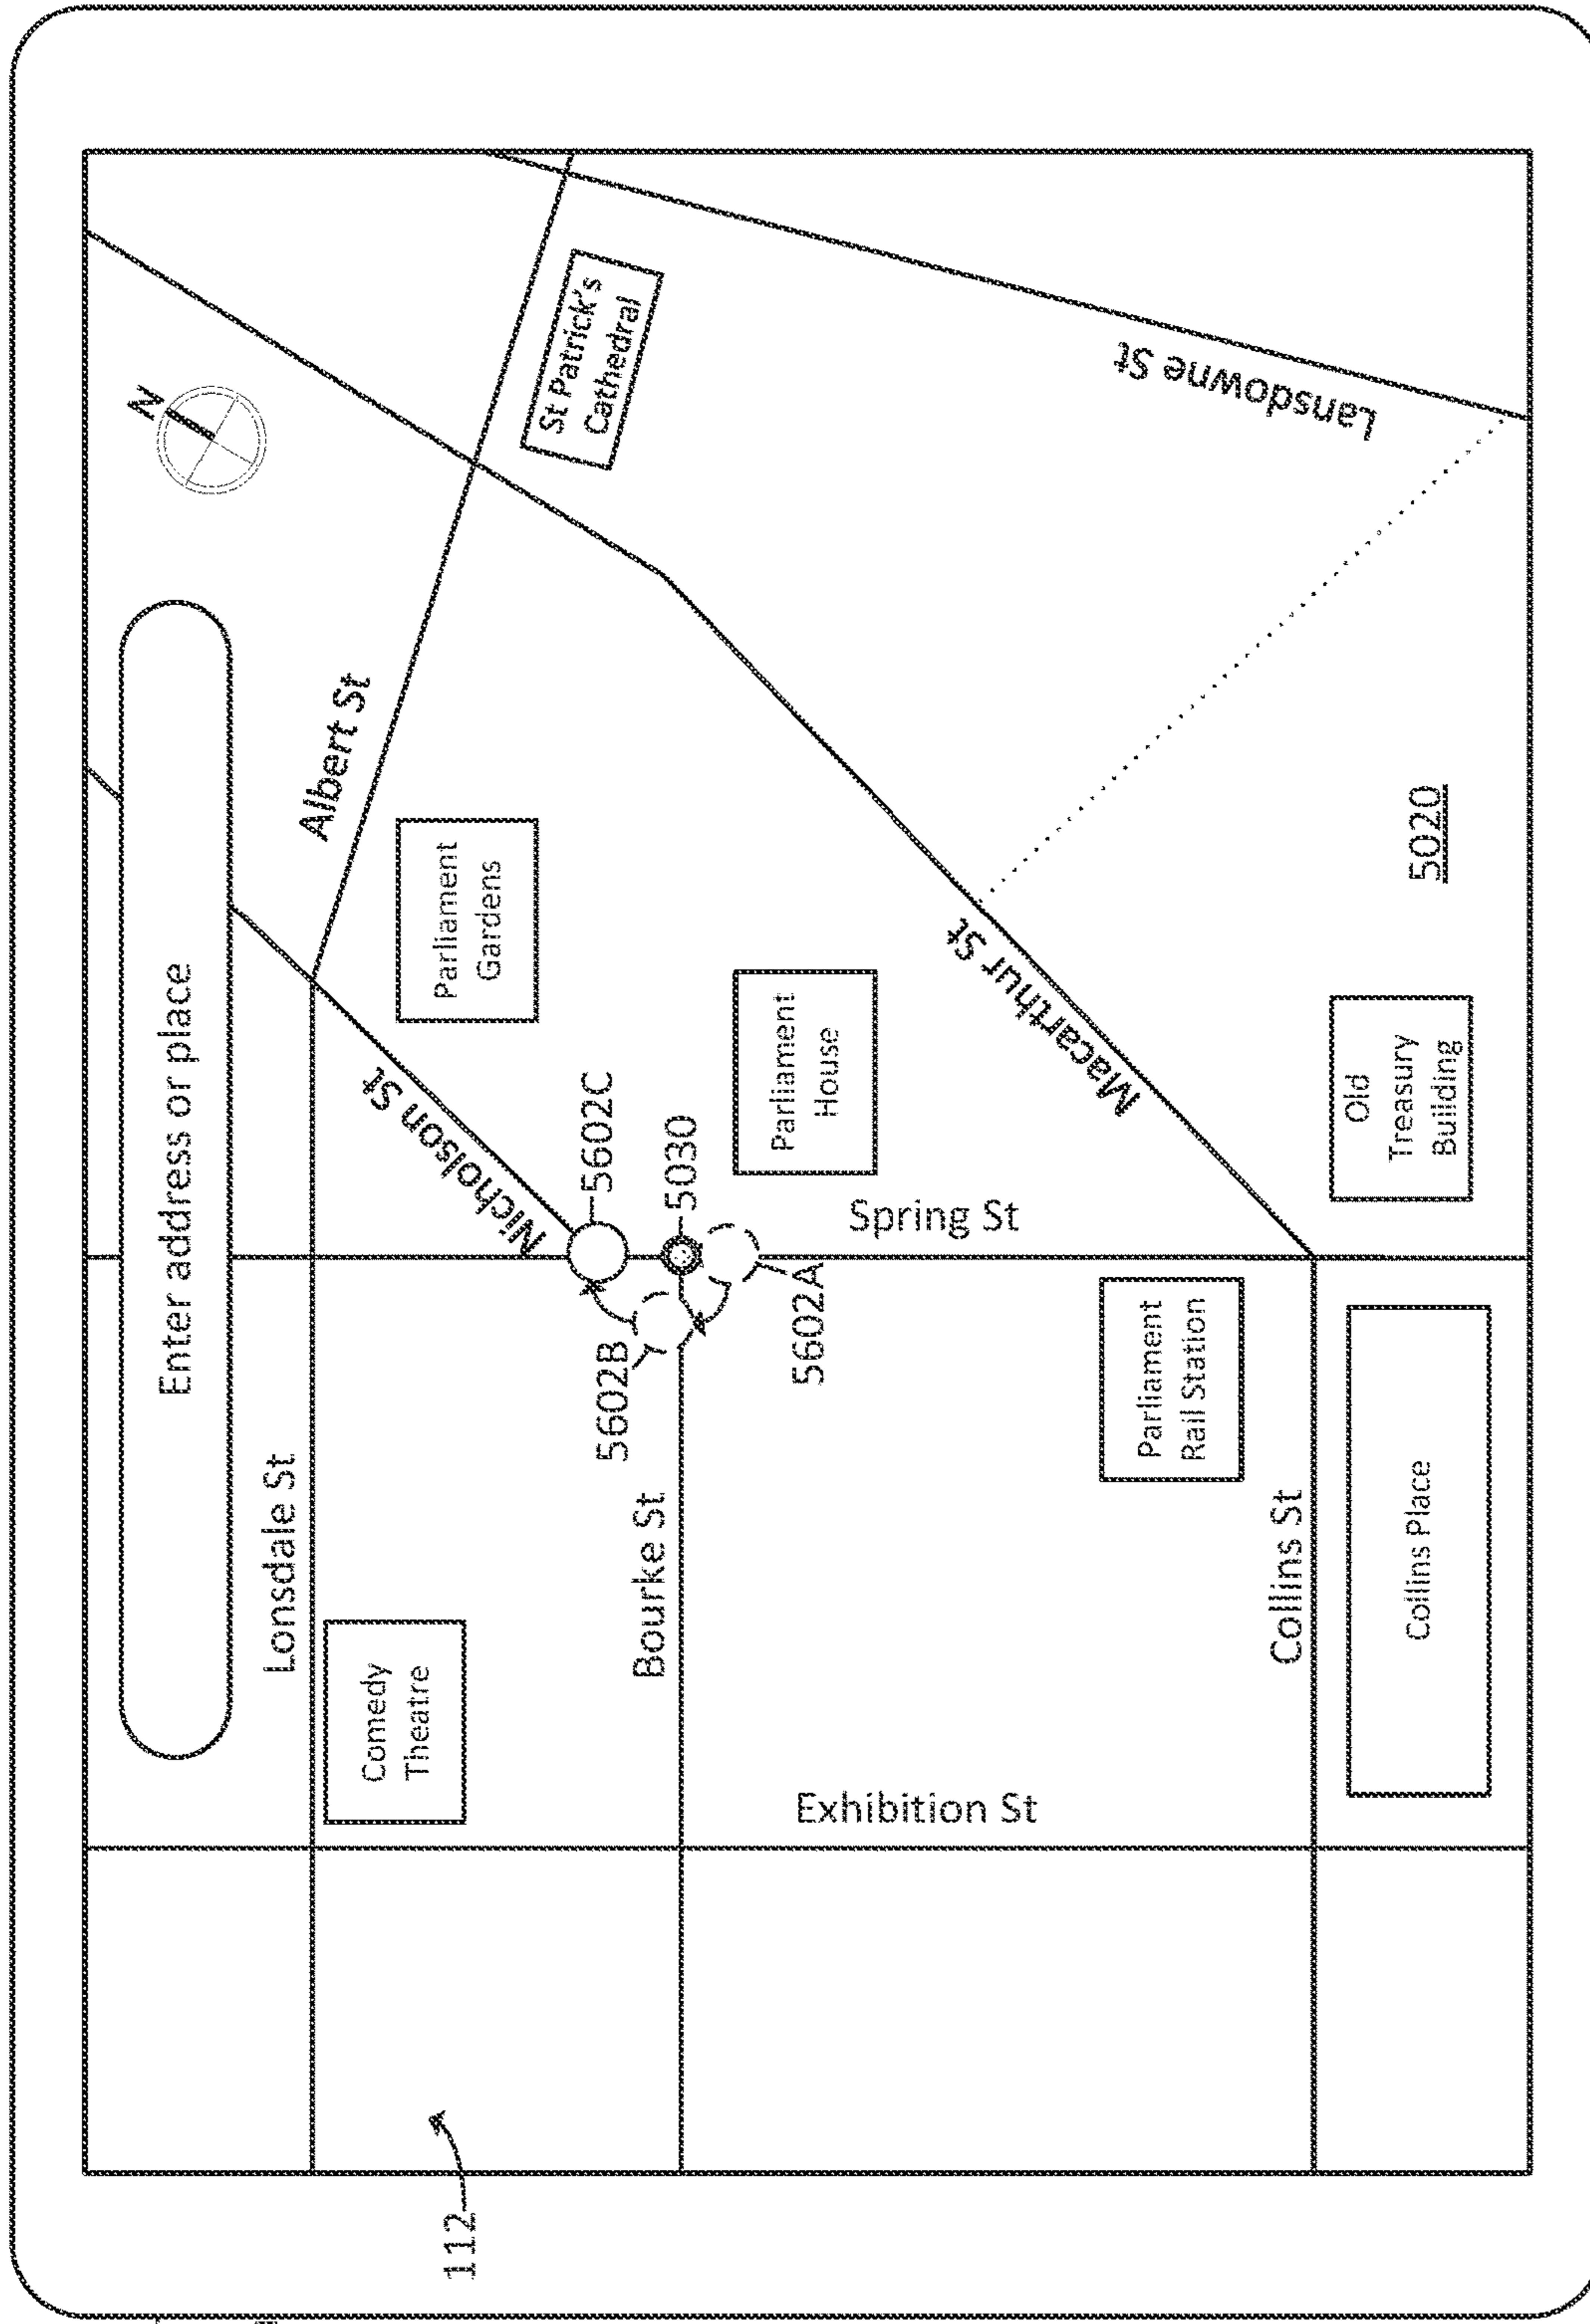 Enter address or place
N
Lonsdale St
Albert St
Comedy
Theatre
Nicholson St
Parliament
Gardens
St Patrick's
Cathedral
112
5602B
5602C
Bourke St
5030
5602A
Parliament
House
Exhibition St
Spring St
Macarthur St
Lansdowne St
Parliament
Rail Station
Collins St
Collins Place
Old
Treasury
Building
5020